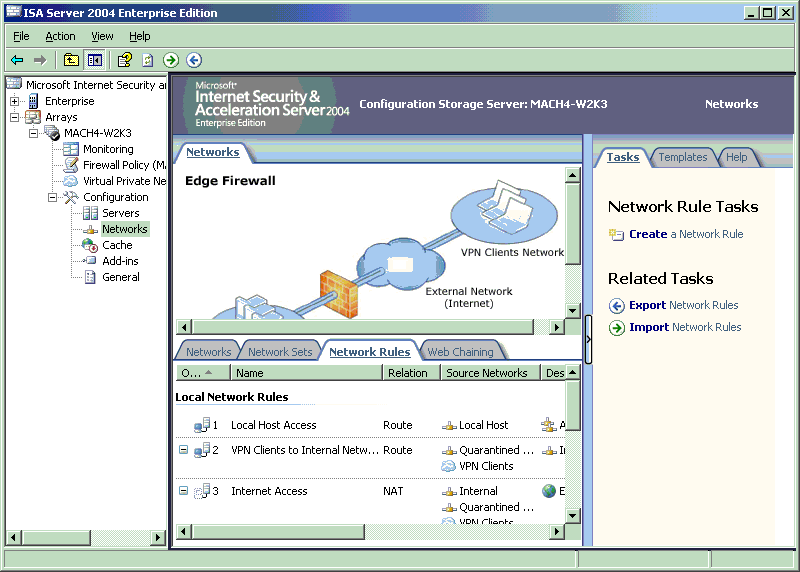 ISA Server 2004 Enterprise Edition
File Action View Help
Microsoft Internet Security ar
Enterprise
Arrays
MACH4-W2K3
Monitoring
Firewall Policy (M
Virtual Private Ne
Configuration
Servers
Networks
Cache
Add-ins
General
Microsoft®
Internet Security &
Acceleration Server 2004
Enterprise Edition
Configuration Storage Server: MACH4-W2K3
Networks
Networks
Edge Firewall
VPN Clients Network
External Network
(Internet)
Networks Network Sets Network Rules Web Chaining
O... Name Relation Source Networks Des
Local Network Rules
1 Local Host Access Route Local Host A
2 VPN Clients to Internal Netw... Route Quarantined ... I
VPN Clients
3 Internet Access NAT Internal E
Quarantined ...
VPN Clients
Tasks Templates Help
Network Rule Tasks
Create a Network Rule
Related Tasks
Export Network Rules
Import Network Rules